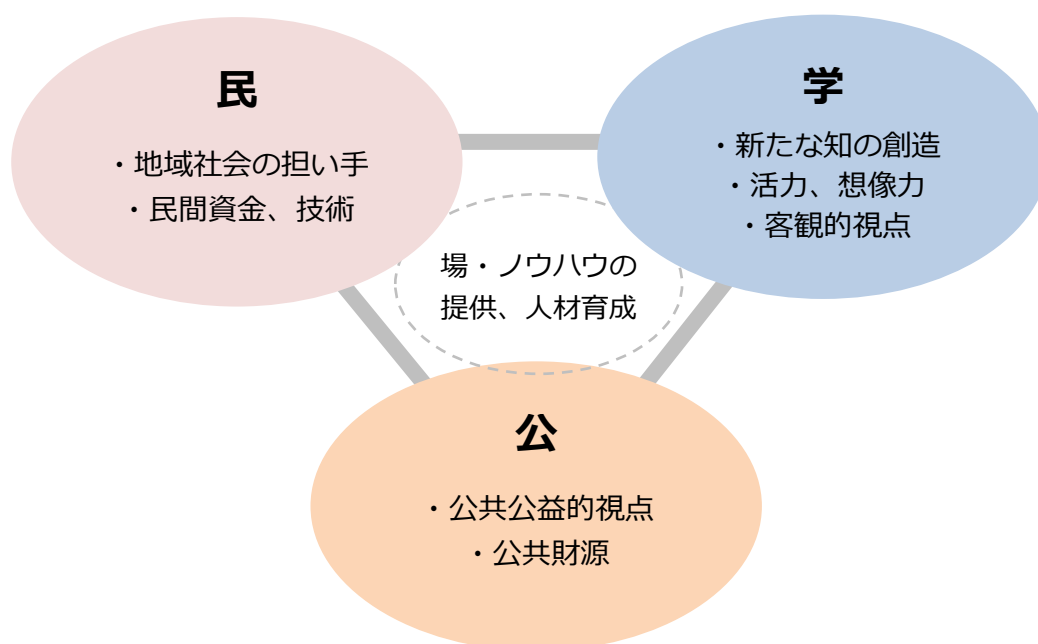 民
・地域社会の担い手
・民間資金、技術
学
・新たな知の創造
・活力、想像力
・客観的視点
場・ノウハウの
提供、人材育成
公
・公共公益的視点
・公共財源